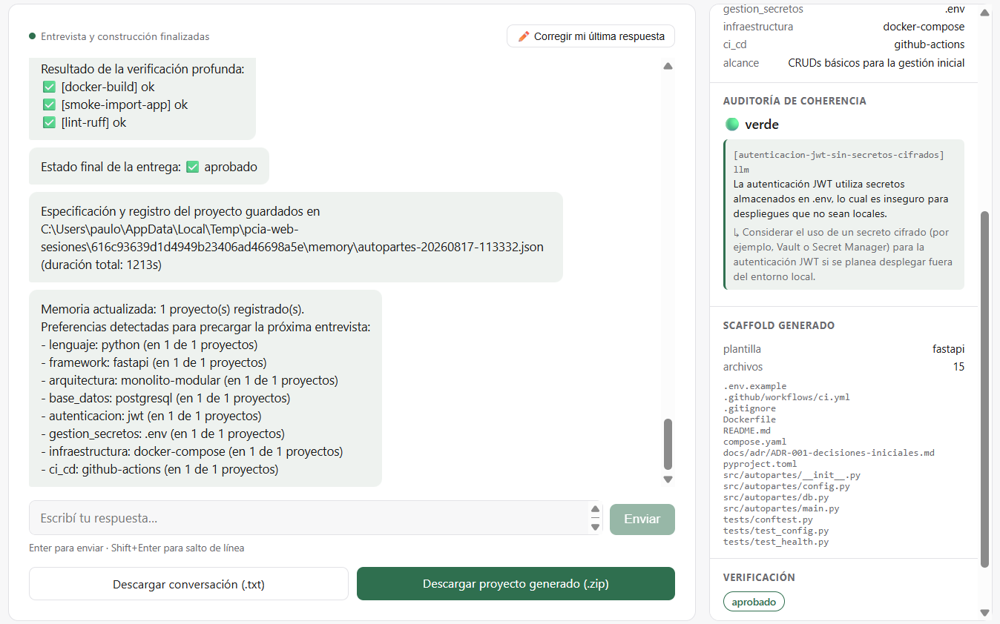 Entrevista y construcción finalizadas
Corregir mi última respuesta
Resultado de la verificación profunda:
✅ [docker-build] ok
✅ [smoke-import-app] ok
✅ [lint-ruff] ok
Estado final de la entrega: ✅ aprobado
Especificación y registro del proyecto guardados en
C:\Users\paulo\AppData\Local\Temp\pcia-web-
sesiones\616c93639d1d4949b23406ad46698a5e\memory\autopartes-20260817-113332.json
(duración total: 1213s)
Memoria actualizada: 1 proyecto(s) registrado(s).
Preferencias detectadas para precargar la próxima entrevista:
- lenguaje: python (en 1 de 1 proyectos)
- framework: fastapi (en 1 de 1 proyectos)
- arquitectura: monolito-modular (en 1 de 1 proyectos)
- base_datos: postgresql (en 1 de 1 proyectos)
- autenticacion: jwt (en 1 de 1 proyectos)
- gestion_secretos: .env (en 1 de 1 proyectos)
- infraestructura: docker-compose (en 1 de 1 proyectos)
- ci_cd: github-actions (en 1 de 1 proyectos)
Escribí tu respuesta...
Enviar
Enter para enviar · Shift+Enter para salto de línea
Descargar conversación (.txt)
Descargar proyecto generado (.zip)
gestion_secretos .env
infraestructura docker-compose
ci_cd github-actions
alcance CRUDs básicos para la gestión inicial
AUDITORÍA DE COHERENCIA
verde
[autenticacion-jwt-sin-secretos-cifrados]
llm
La autenticación JWT utiliza secretos
almacenados en .env, lo cual es inseguro para
despliegues que no sean locales.
↳ Considerar el uso de un secreto cifrado (por
ejemplo, Vault o Secret Manager) para la
autenticación JWT si se planea desplegar fuera
del entorno local.
SCAFFOLD GENERADO
plantilla fastapi
archivos 15
.env.example
.github/workflows/ci.yml
.gitignore
Dockerfile
README.md
compose.yaml
docs/adr/ADR-001-decisiones-iniciales.md
pyproject.toml
src/autopartes/__init__.py
src/autopartes/config.py
src/autopartes/db.py
src/autopartes/main.py
tests/conftest.py
tests/test_config.py
tests/test_health.py
VERIFICACIÓN
aprobado